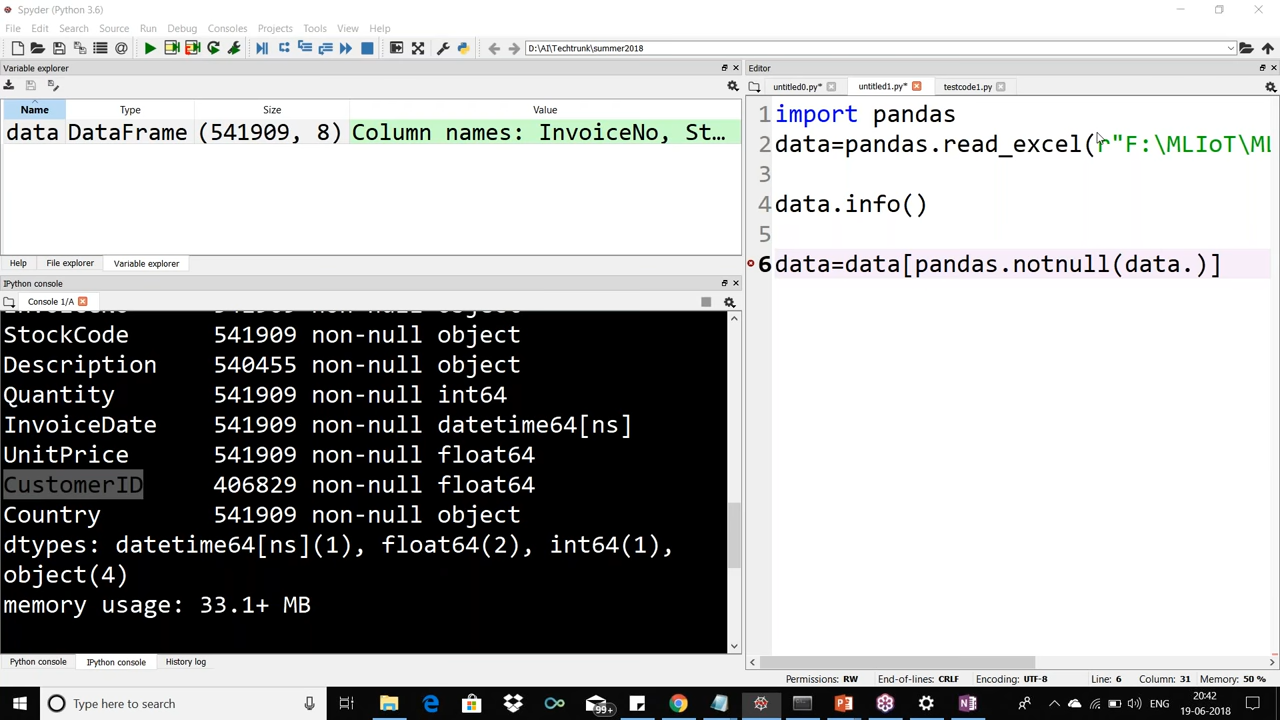 Spyder (Python 3.6)
File Edit Search Source Run Debug Consoles Projects Tools View Help
D:\AI\Techtrunk\summer2018
Variable explorer
Name Type Size Value
data DataFrame (541909, 8) Column names: InvoiceNo, St...
Help File explorer Variable explorer
IPython console
Console 1/A
StockCode 541909 non-null object
Description 540455 non-null object
Quantity 541909 non-null int64
InvoiceDate 541909 non-null datetime64[ns]
UnitPrice 541909 non-null float64
CustomerID 406829 non-null float64
Country 541909 non-null object
dtypes: datetime64[ns](1), float64(2), int64(1),
object(4)
memory usage: 33.1+ MB
Python console IPython console History log
Editor
untitled0.py* untitled1.py* testcode1.py
1 import pandas
2 data=pandas.read_excel(r"F:\MLIoT\ML
3
4 data.info()
5
6 data=data[pandas.notnull(data.)]
Permissions: RW End-of-lines: CRLF Encoding: UTF-8 Line: 6 Column: 31 Memory: 50 %
Type here to search
99+
ENG
20:42
19-06-2018